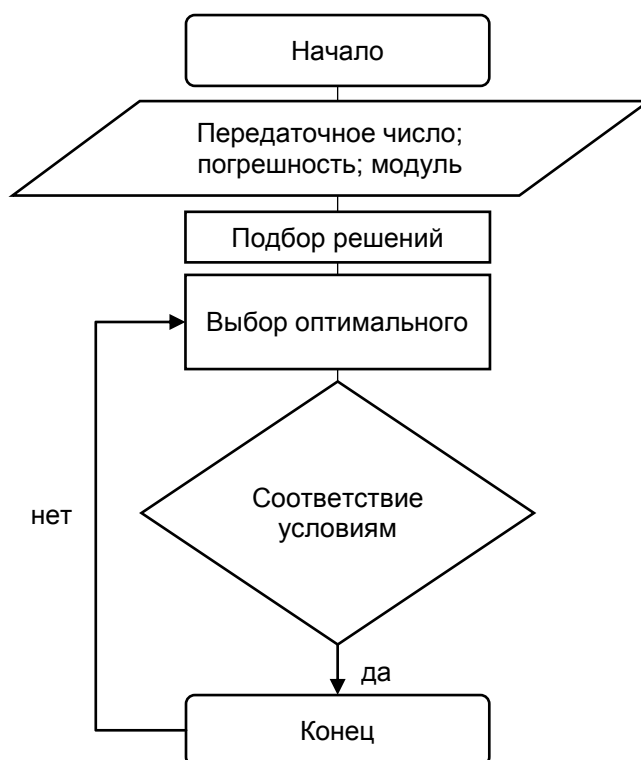 Начало
Передаточное число;
погрешность; модуль
Подбор решений
Выбор оптимального
Соответствие
условиям
нет
да
Конец